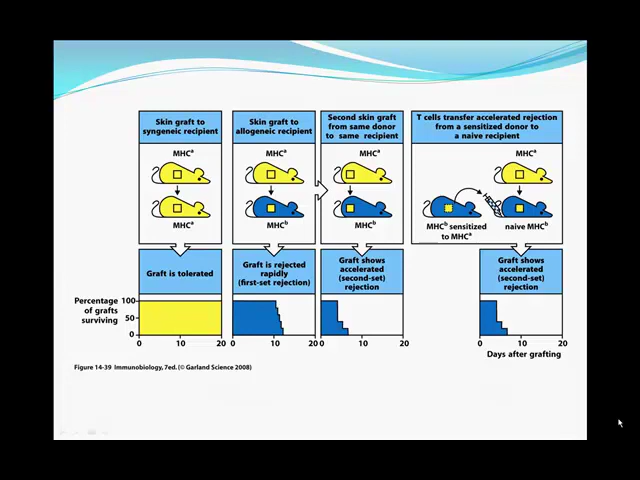 Skin graft to
syngeneic recipient
MHCᵃ
MHCᵃ
Graft is tolerated
Skin graft to
allogeneic recipient
MHCᵃ
MHCᵇ
Graft is rejected
rapidly
(first-set rejection)
Second skin graft
from same donor
to same recipient
MHCᵃ
MHCᵇ
Graft shows
accelerated
(second-set)
rejection
T cells transfer accelerated rejection
from a sensitized donor to
a naive recipient
MHCᵃ
MHCᵇ sensitized
to MHCᵃ
naive MHCᵇ
Graft shows
accelerated
(second-set)
rejection
Percentage
of grafts
surviving
100
50
0
0 10 20
0 10 20
0 10 20
0 10 20
Days after grafting
Figure 14-39 Immunobiology, 7ed. (© Garland Science 2008)